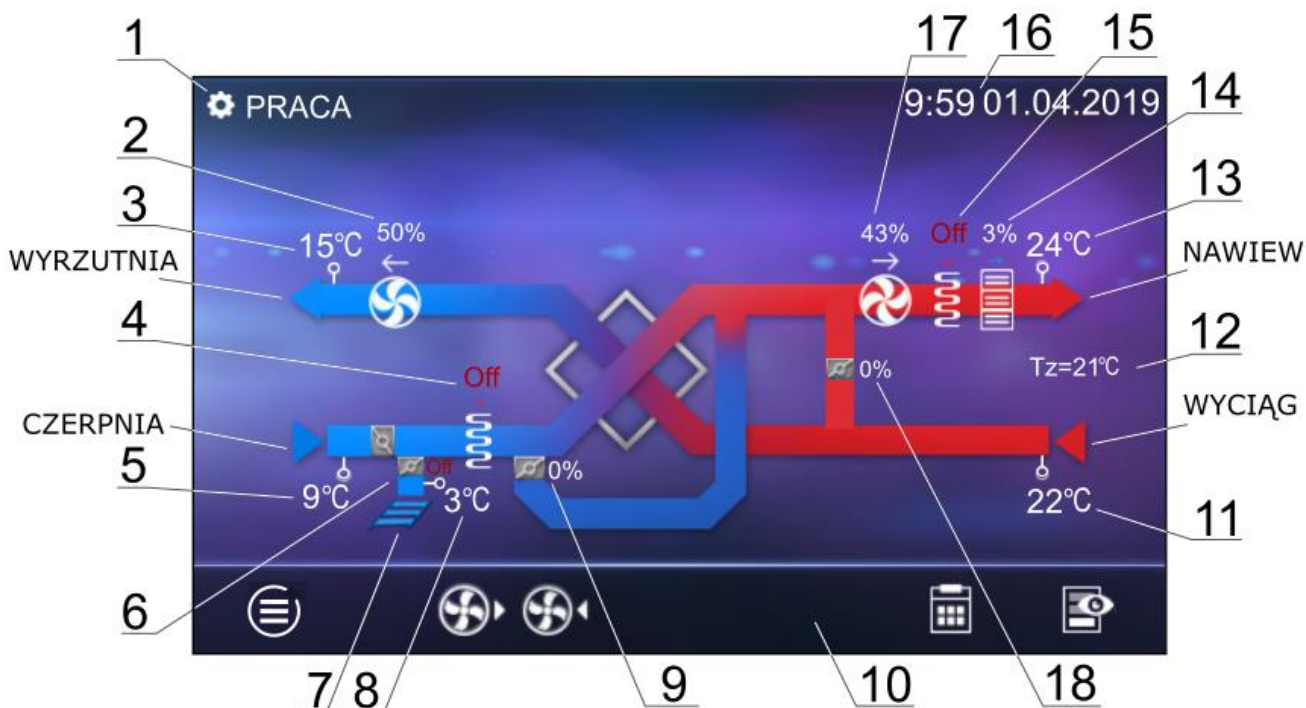 17 16 15
1
PRACA
9:59 01.04.2019
14
2
13
3
50%
43% Off 3%
15°C
24°C
WYRZUTNIA
NAWIEW
4
12
Off
0%
Tz=21°C
CZERPNIA
WYCIĄG
5
Off
0%
9°C
3°C
22°C
11
6
7 8 9 10 18